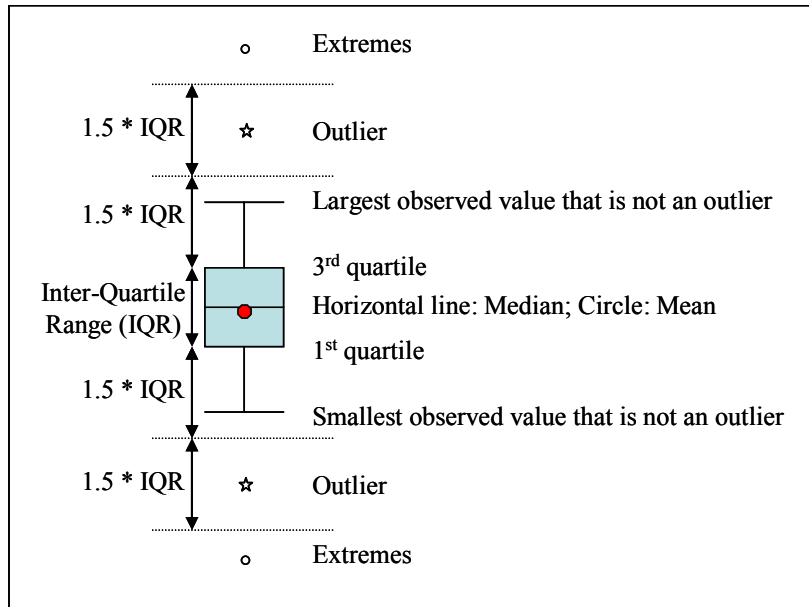 Extremes
1.5 * IQR
Outlier
1.5 * IQR
Largest observed value that is not an outlier
3rd quartile
Inter-Quartile
Range (IQR)
Horizontal line: Median; Circle: Mean
1st quartile
1.5 * IQR
Smallest observed value that is not an outlier
1.5 * IQR
Outlier
Extremes